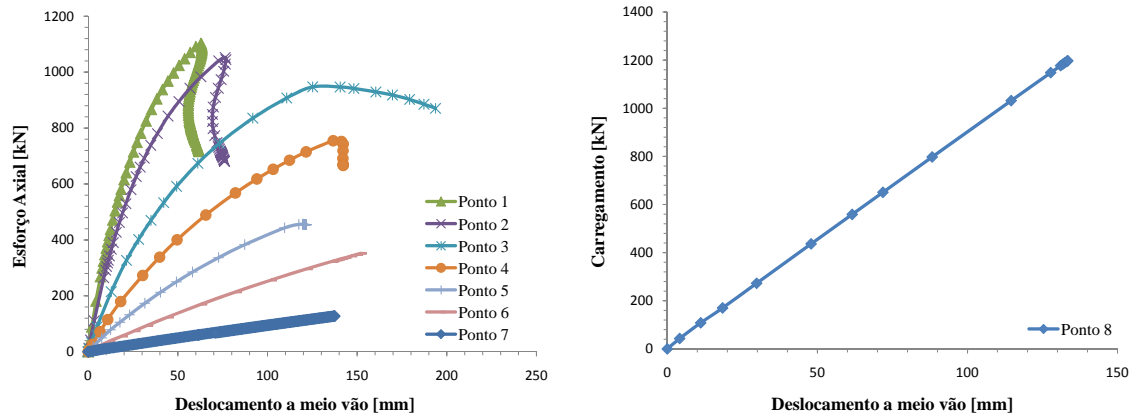 Esforço Axial [kN]
1200
1000
800
600
400
200
0
0 50 100 150 200 250
Deslocamento a meio vão [mm]
Ponto 1
Ponto 2
Ponto 3
Ponto 4
Ponto 5
Ponto 6
Ponto 7
Carregamento [kN]
1400
1200
1000
800
600
400
200
0
0 50 100 150
Deslocamento a meio vão [mm]
Ponto 8